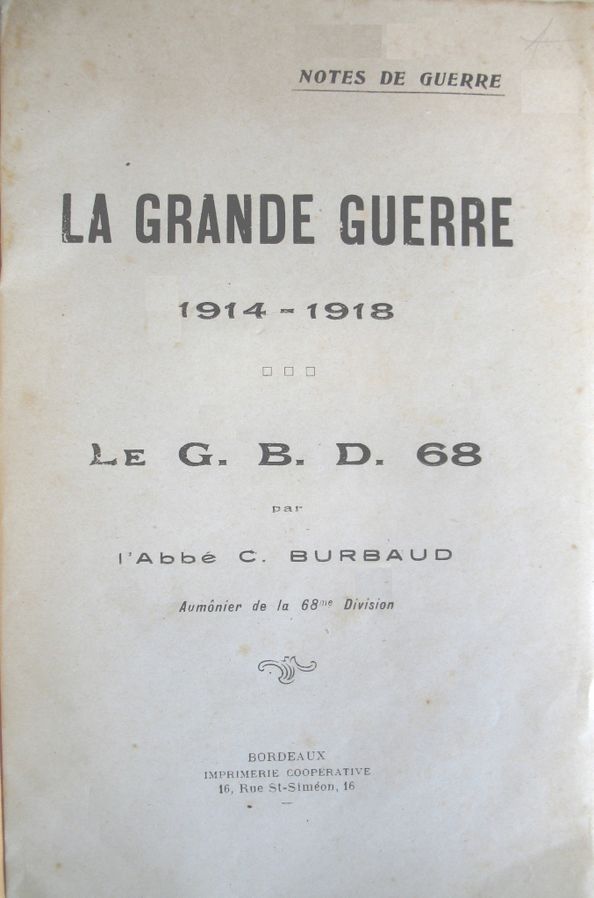 NOTES DE GUERRE
LA GRANDE GUERRE
1914-1918
LE G. B. D. 68
par
l'Abbé C. BURBAUD
Aumônier de la 68me Division
BORDEAUX
IMPRIMERIE COOPÉRATIVE
16, Rue St-Siméon, 16